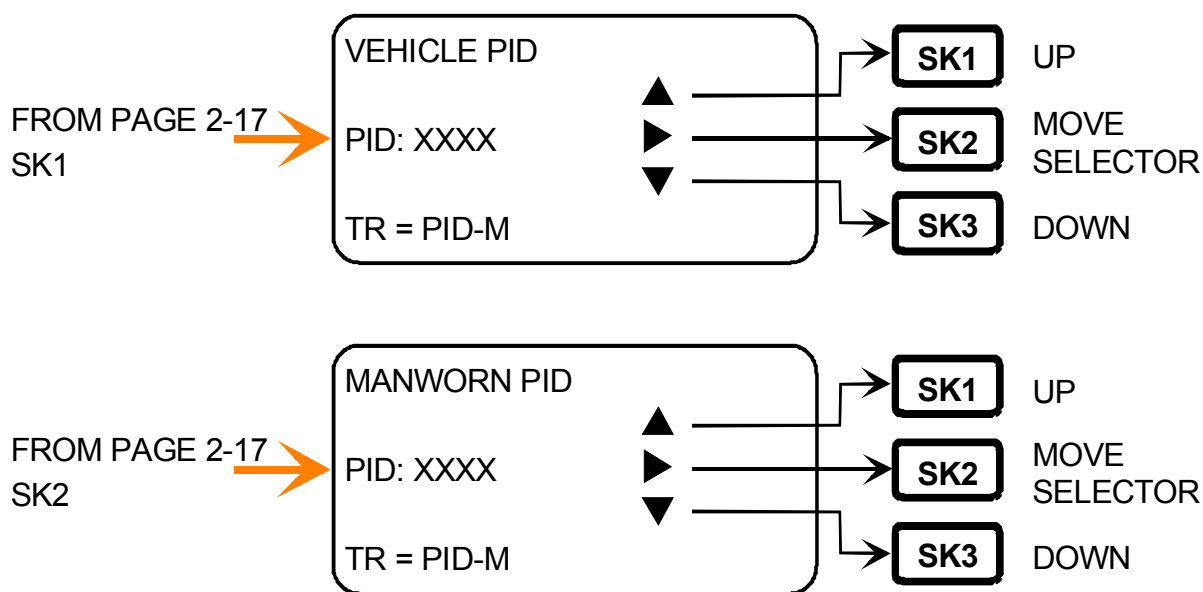 VEHICLE PID
SK1 UP
FROM PAGE 2-17
SK1
PID: XXXX
SK2 MOVE
SELECTOR
TR = PID-M
SK3 DOWN
MANWORN PID
SK1 UP
FROM PAGE 2-17
SK2
PID: XXXX
SK2 MOVE
SELECTOR
TR = PID-M
SK3 DOWN